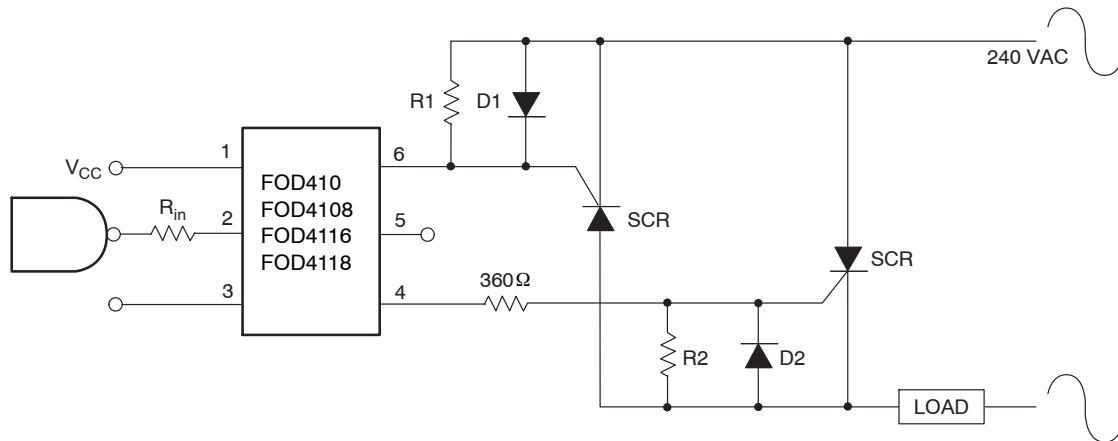 240 VAC
R1
D1
V_CC
1
6
FOD410
FOD4108
FOD4116
FOD4118
R_in
2
5
SCR
SCR
3
4
360Ω
R2
D2
LOAD